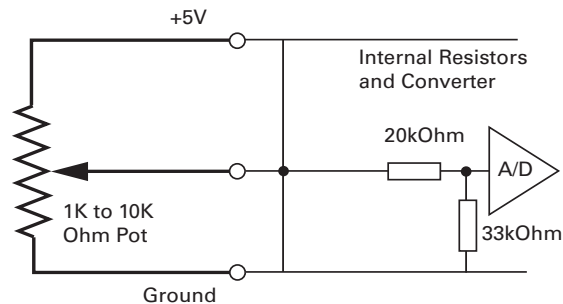 +5V
Internal Resistors
and Converter
20kOhm
A/D
1K to 10K
Ohm Pot
33kOhm
Ground